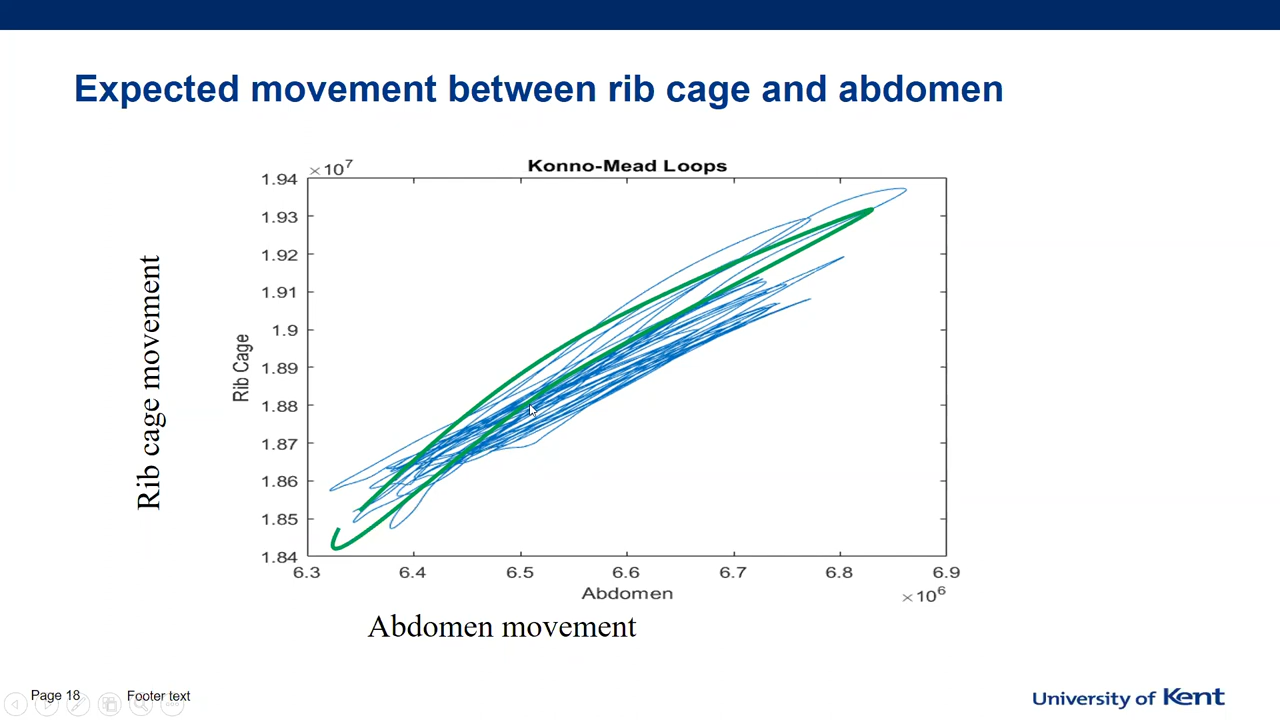 Expected movement between rib cage and abdomen
Konno-Mead Loops
×10⁷
1.94
1.93
1.92
1.91
1.9
1.89
1.88
1.87
1.86
1.85
1.84
Rib cage movement
Rib Cage
6.3 6.4 6.5 6.6 6.7 6.8 6.9
Abdomen
×10⁶
Abdomen movement
Page 18
Footer text
University of Kent